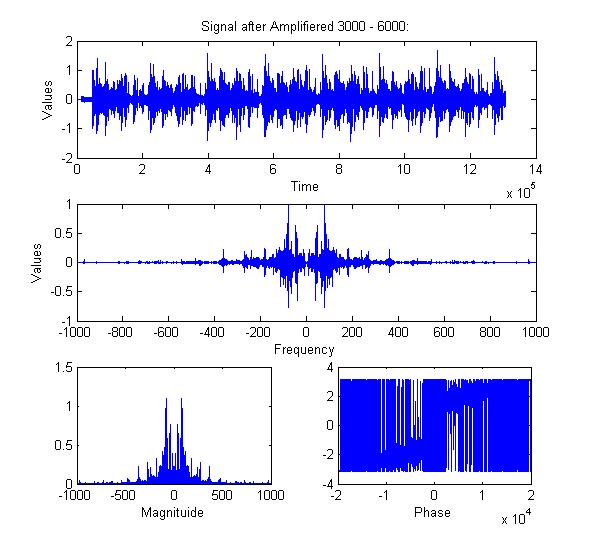 Signal after Amplifiered 3000 - 6000:
2
1
0
-1
-2
Values
0 2 4 6 8 10 12 14
Time
x 10^5
1
0.5
0
-0.5
-1
Values
-1000 -800 -600 -400 -200 0 200 400 600 800 1000
Frequency
1.5
1
0.5
0
-1000 -500 0 500 1000
Magnituide
4
2
0
-2
-4
-2 -1 0 1 2
Phase
x 10^4